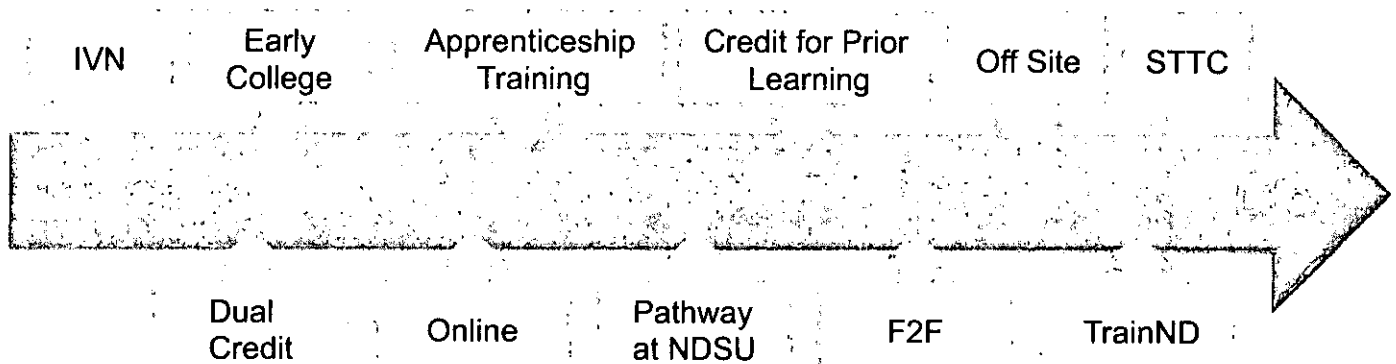 IVN
Early
College
Apprenticeship
Training
Credit for Prior
Learning
Off Site
STTC
Dual
Credit
Online
Pathway
at NDSU
F2F
TrainND